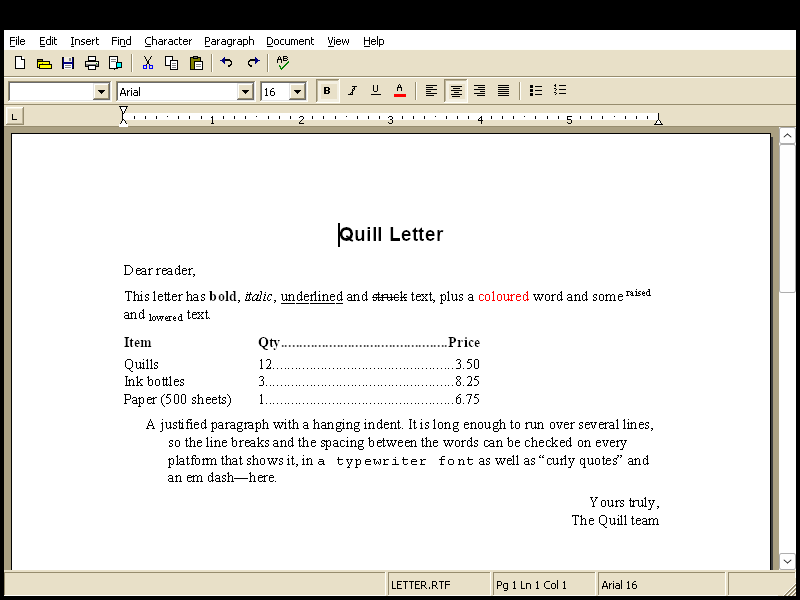 File Edit Insert Find Character Paragraph Document View Help
ABC
Arial 16 B I U A
L 1 2 3 4 5
Quill Letter
Dear reader,
This letter has bold, italic, underlined and struck text, plus a coloured word and some raised
and lowered text.
Item Qty.............................................Price
Quills 12.................................................3.50
Ink bottles 3...................................................8.25
Paper (500 sheets) 1...................................................6.75
A justified paragraph with a hanging indent. It is long enough to run over several lines,
so the line breaks and the spacing between the words can be checked on every
platform that shows it, in a typewriter font as well as “curly quotes” and
an em dash—here.
Yours truly,
The Quill team
LETTER.RTF Pg 1 Ln 1 Col 1 Arial 16